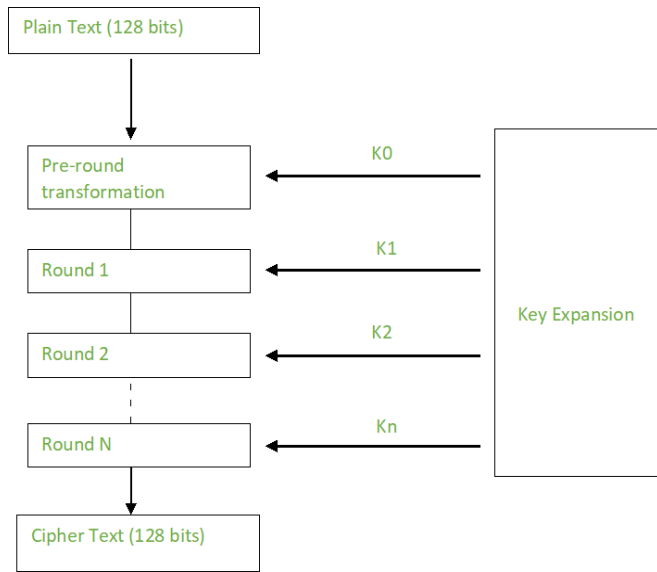 Plain Text (128 bits)
Pre-round
transformation
K0
Round 1
K1
Round 2
K2
Key Expansion
Round N
Kn
Cipher Text (128 bits)